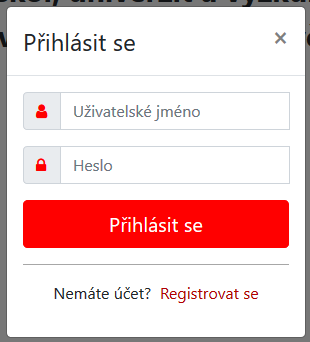 Přihlásit se
×
Uživatelské jméno
Heslo
Přihlásit se
Nemáte účet? Registrovat se